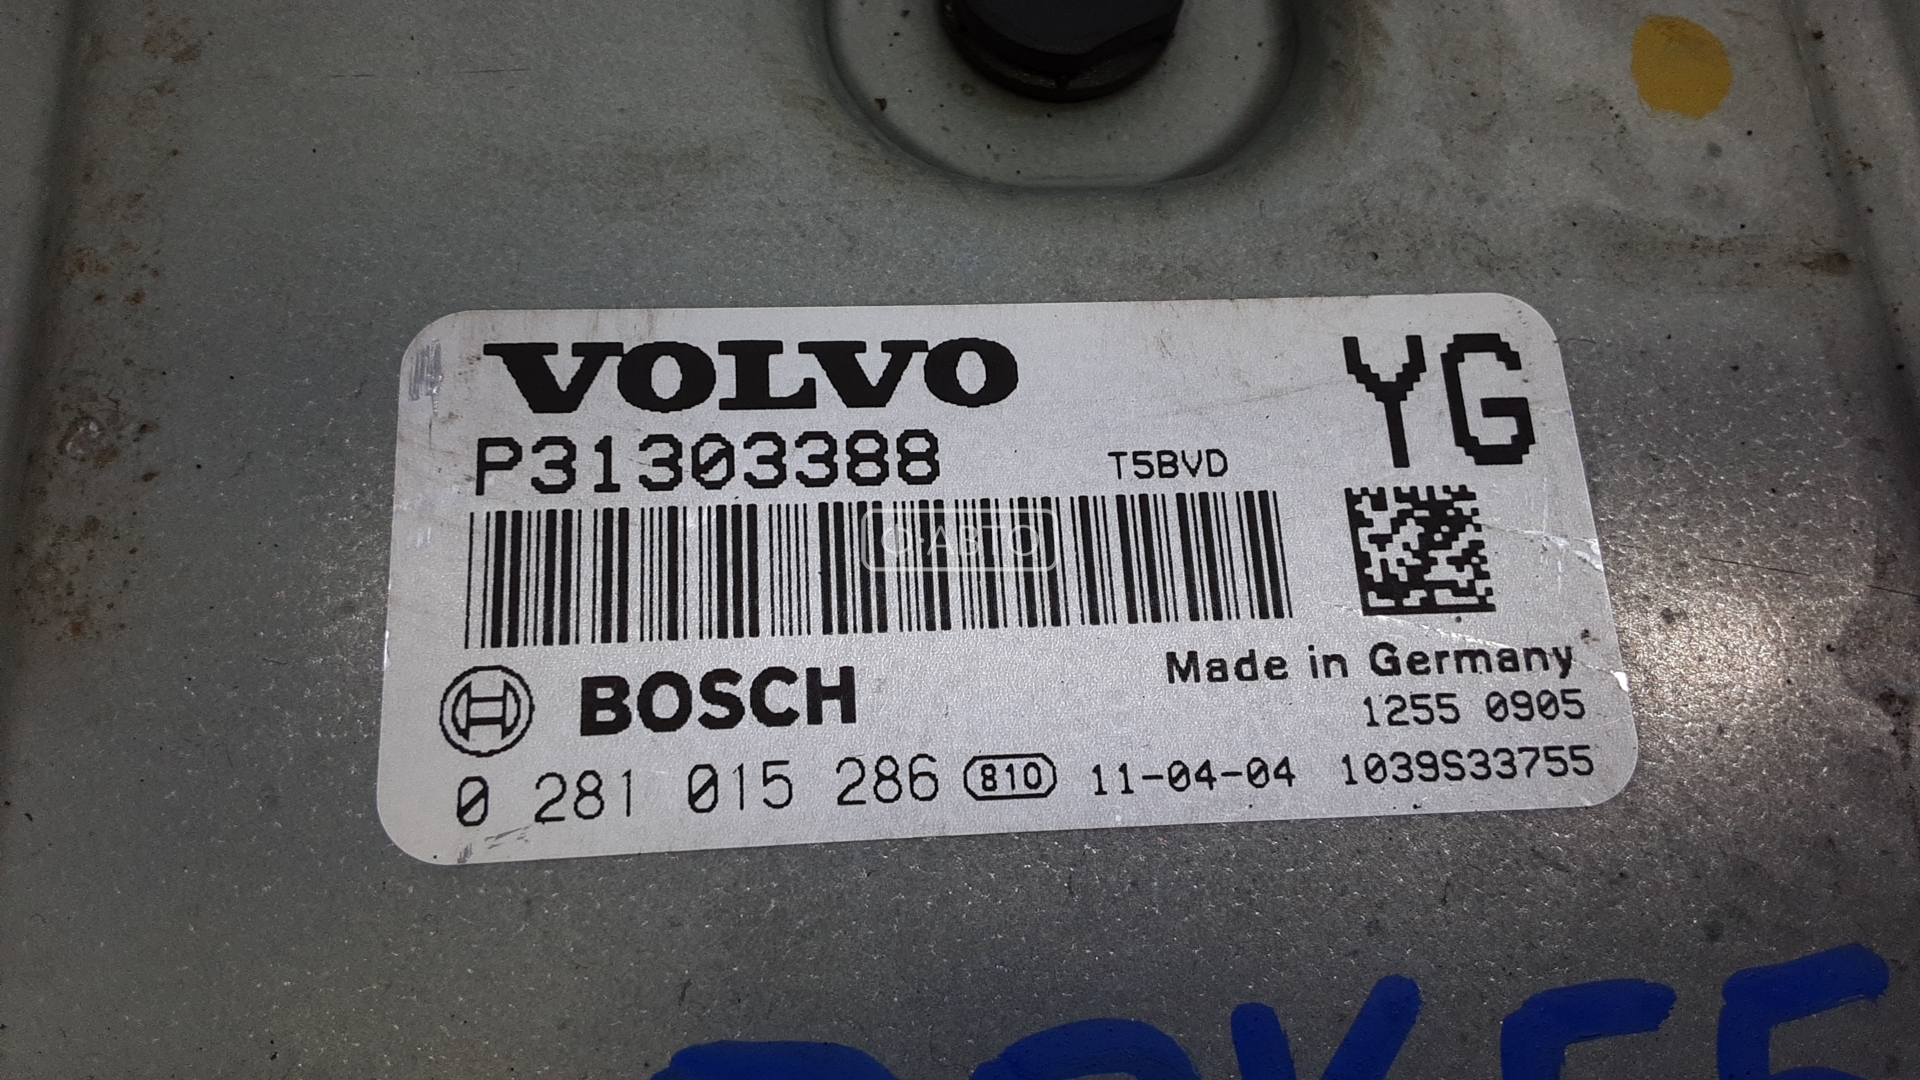 VOLVO
YG
P31303388
T5BVD
О·АВТО
BOSCH
Made in Germany
1255 0905
0 281 015 286 810 11-04-04 1039S33755